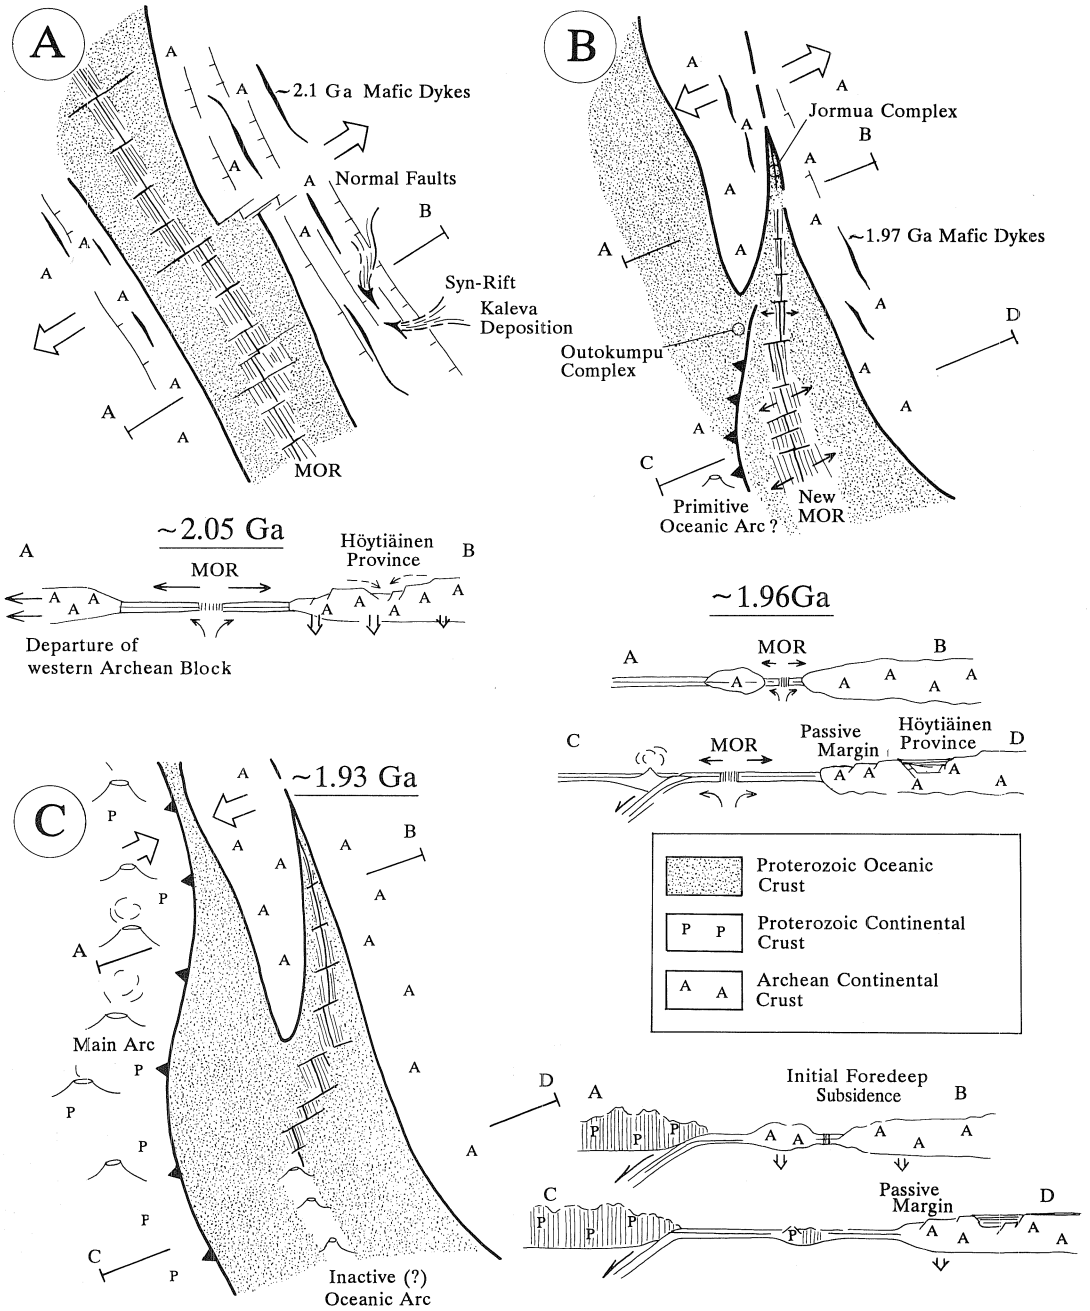 A
A
A
~2.1 Ga Mafic Dykes
A
A
Normal Faults
A
B
A
A
Syn-Rift
Kaleva
Deposition
A
A
A
A
A
MOR
~2.05 Ga
A
Höytiäinen
Province
B
MOR
A A A A A A A A
Departure of
western Archean Block
B
A
A
Jormua Complex
A
B
A
A
A
A
A
~1.97 Ga Mafic Dykes
A
D
Outokumpu
Complex
A
A
A
C
Primitive
Oceanic Arc ?
New
MOR
~1.96Ga
A
MOR
B
A A A A A
C
MOR
Passive
Margin
Höytiäinen
Province
D
A A A A A
Proterozoic Oceanic
Crust
P P
Proterozoic Continental
Crust
A A
Archean Continental
Crust
C
~1.93 Ga
A
P
A
A
A
B
P
A
A
A
A
A
A
Main Arc
P
A
P
D
P
A
P
C
P
Inactive (?)
Oceanic Arc
A
Initial Foredeep
Subsidence
B
P P P A A A A A
C
Passive
Margin
D
P P P P A A A A